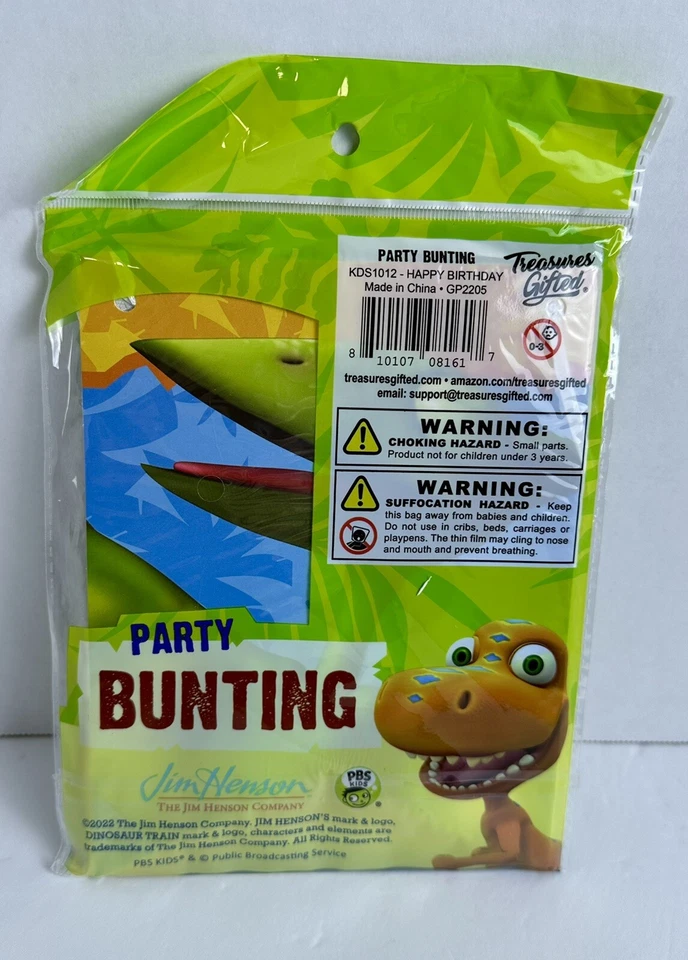 PARTY BUNTING
KDS1012 - HAPPY BIRTHDAY
Made in China • GP2205
Treasures
Gifted®
0-3
8 10107 08161 7
treasuresgifted.com • amazon.com/treasuresgifted
email: support@treasuresgifted.com
WARNING:
CHOKING HAZARD - Small parts.
Product not for children under 3 years.
WARNING:
SUFFOCATION HAZARD - Keep
this bag away from babies and children.
Do not use in cribs, beds, carriages or
playpens. The thin film may cling to nose
and mouth and prevent breathing.
PARTY
BUNTING
Jim Henson
THE JIM HENSON COMPANY
PBS
KIDS®
©2022 The Jim Henson Company. JIM HENSON'S mark & logo,
DINOSAUR TRAIN mark & logo, characters and elements are
trademarks of The Jim Henson Company. All Rights Reserved.
PBS KIDS® & © Public Broadcasting Service